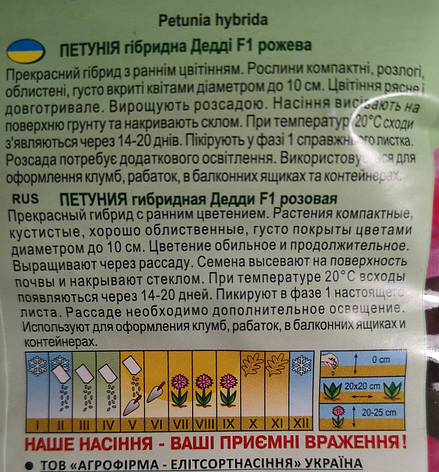 Petunia hybrida
ПЕТУНІЯ гібридна Дедді F1 рожева
Прекрасний гібрид з раннім цвітінням. Рослини компактні, розлогі,
облистені, густо вкриті квітами діаметром до 10 см. Цвітіння рясне і
довготривале. Вирощують розсадою. Насіння висівають на
поверхню ґрунту та накривають склом. При температурі 20°С сходи
з'являються через 14-20 днів. Пікірують у фазі 1 справжнього листка.
Розсада потребує додаткового освітлення. Використовується для
оформлення клумб, рабаток, в балконних ящиках та контейнерах.
RUS ПЕТУНИЯ гибридная Дедди F1 розовая
Прекрасный гибрид с ранним цветением. Растения компактные,
кустистые, хорошо облиственные, густо покрыты цветами
диаметром до 10 см. Цветение обильное и продолжительное.
Выращивают через рассаду. Семена высевают на поверхность
почвы и накрывают стеклом. При температуре 20°С всходы
появляються через 14-20 дней. Пикируют в фазе 1 настоящего
листа. Рассаде необходимо дополнительное освещение.
Используют для оформления клумб, рабаток, в балконных ящиках и
контейнерах.
0 cm
20x20 cm
20-25 cm
I II III IV V VI VII VIII IX X XI XII
НАШЕ НАСІННЯ - ВАШІ ПРИЄМНІ ВРАЖЕННЯ!
● ТОВ "АГРОФІРМА - ЕЛІТСОРТНАСІННЯ" УКРАЇНА